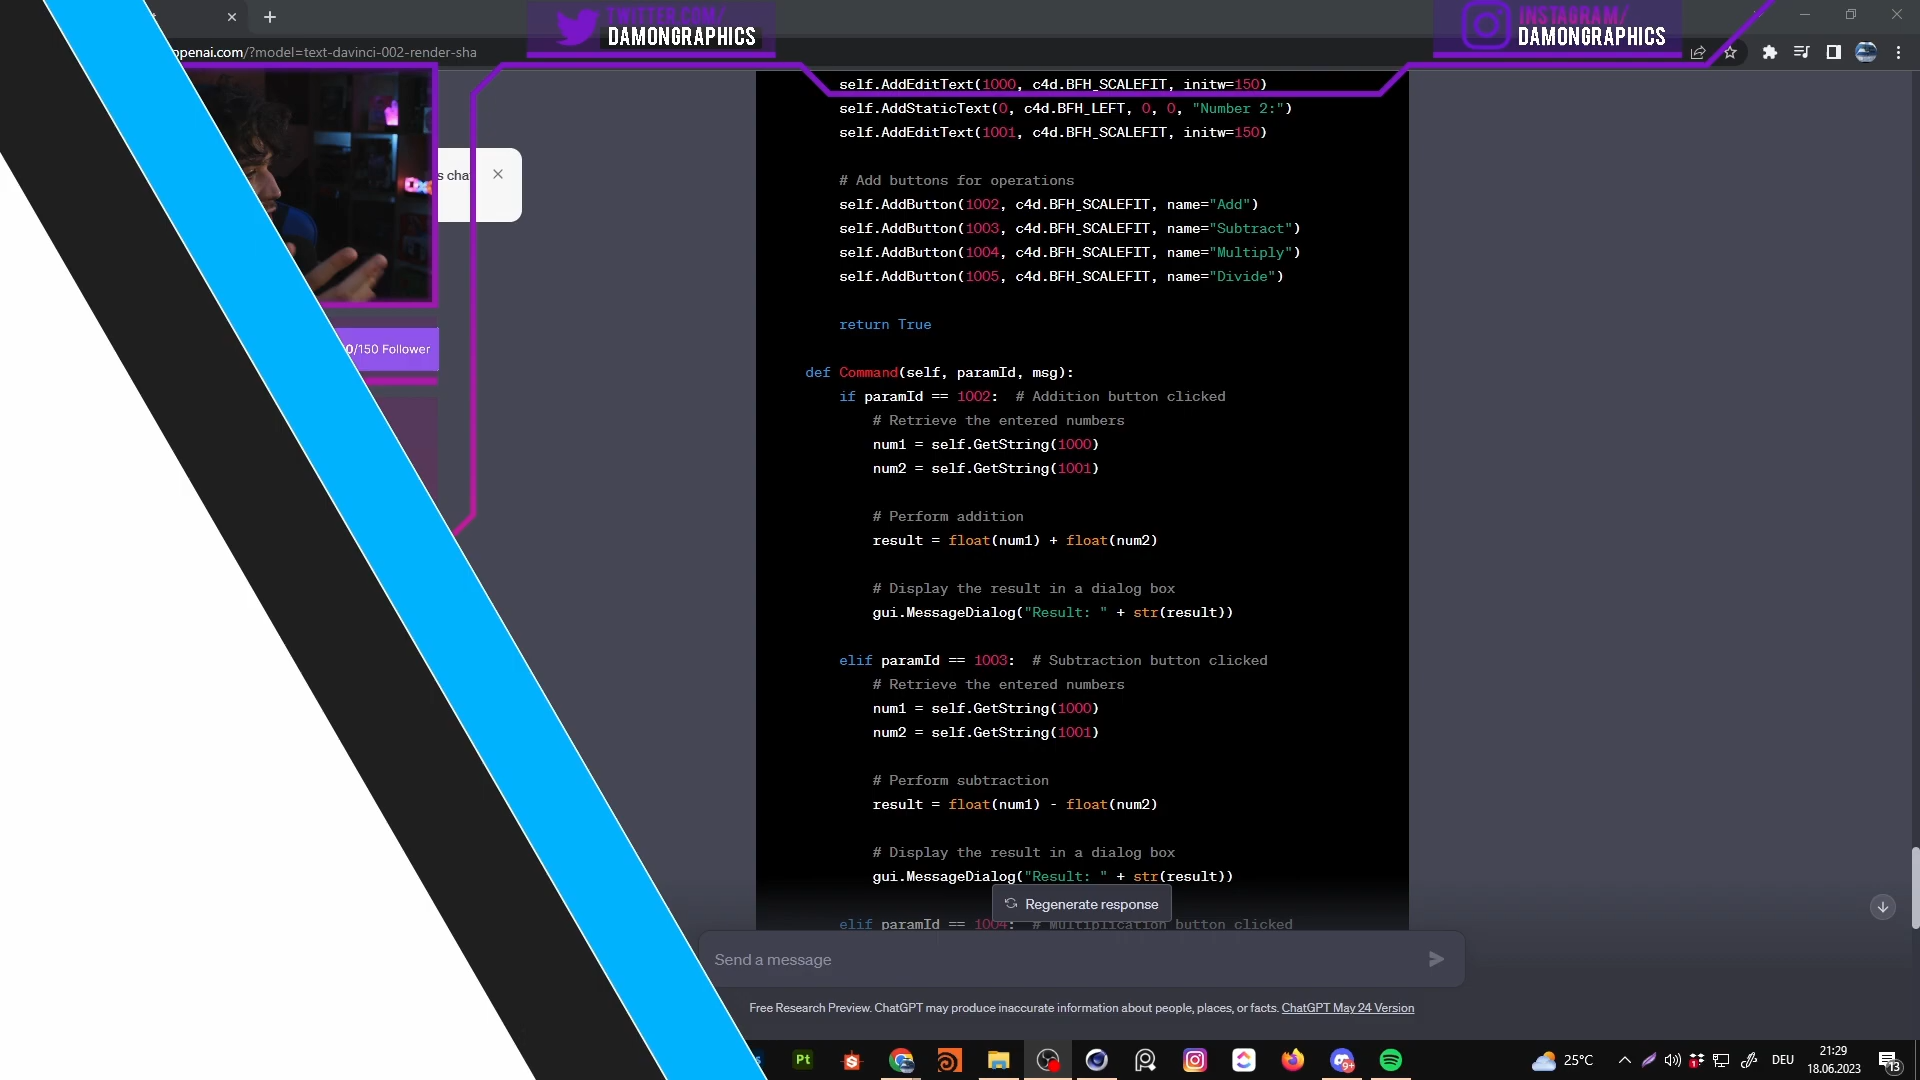 TWITTER.COM/
DAMONGRAPHICS
INSTAGRAM/
DAMONGRAPHICS
openai.com/?model=text-davinci-002-render-sha
s cha
0/150 Follower
self.AddEditText(1000, c4d.BFH_SCALEFIT, initw=150)
self.AddStaticText(0, c4d.BFH_LEFT, 0, 0, "Number 2:")
self.AddEditText(1001, c4d.BFH_SCALEFIT, initw=150)
# Add buttons for operations
self.AddButton(1002, c4d.BFH_SCALEFIT, name="Add")
self.AddButton(1003, c4d.BFH_SCALEFIT, name="Subtract")
self.AddButton(1004, c4d.BFH_SCALEFIT, name="Multiply")
self.AddButton(1005, c4d.BFH_SCALEFIT, name="Divide")
return True
def Command(self, paramId, msg):
if paramId == 1002:  # Addition button clicked
# Retrieve the entered numbers
num1 = self.GetString(1000)
num2 = self.GetString(1001)
# Perform addition
result = float(num1) + float(num2)
# Display the result in a dialog box
gui.MessageDialog("Result: " + str(result))
elif paramId == 1003:  # Subtraction button clicked
# Retrieve the entered numbers
num1 = self.GetString(1000)
num2 = self.GetString(1001)
# Perform subtraction
result = float(num1) - float(num2)
# Display the result in a dialog box
gui.MessageDialog("Result: " + str(result))
Regenerate response
elif paramId == 1004:  # Multiplication button clicked
Send a message
Free Research Preview. ChatGPT may produce inaccurate information about people, places, or facts. ChatGPT May 24 Version
Pt
9+
25°C
DEU
21:29
18.06.2023
13